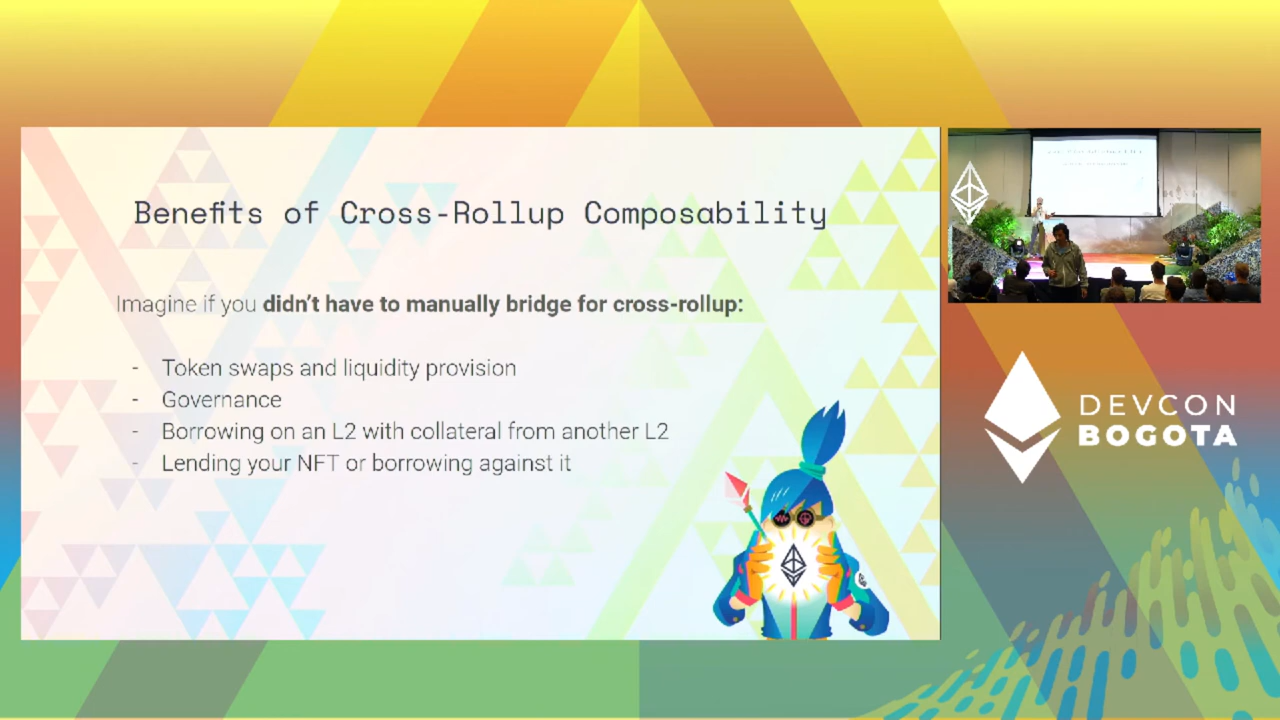 Benefits of Cross-Rollup Composability
Imagine if you didn't have to manually bridge for cross-rollup:
- Token swaps and liquidity provision
- Governance
- Borrowing on an L2 with collateral from another L2
- Lending your NFT or borrowing against it
DEVCON
BOGOTA